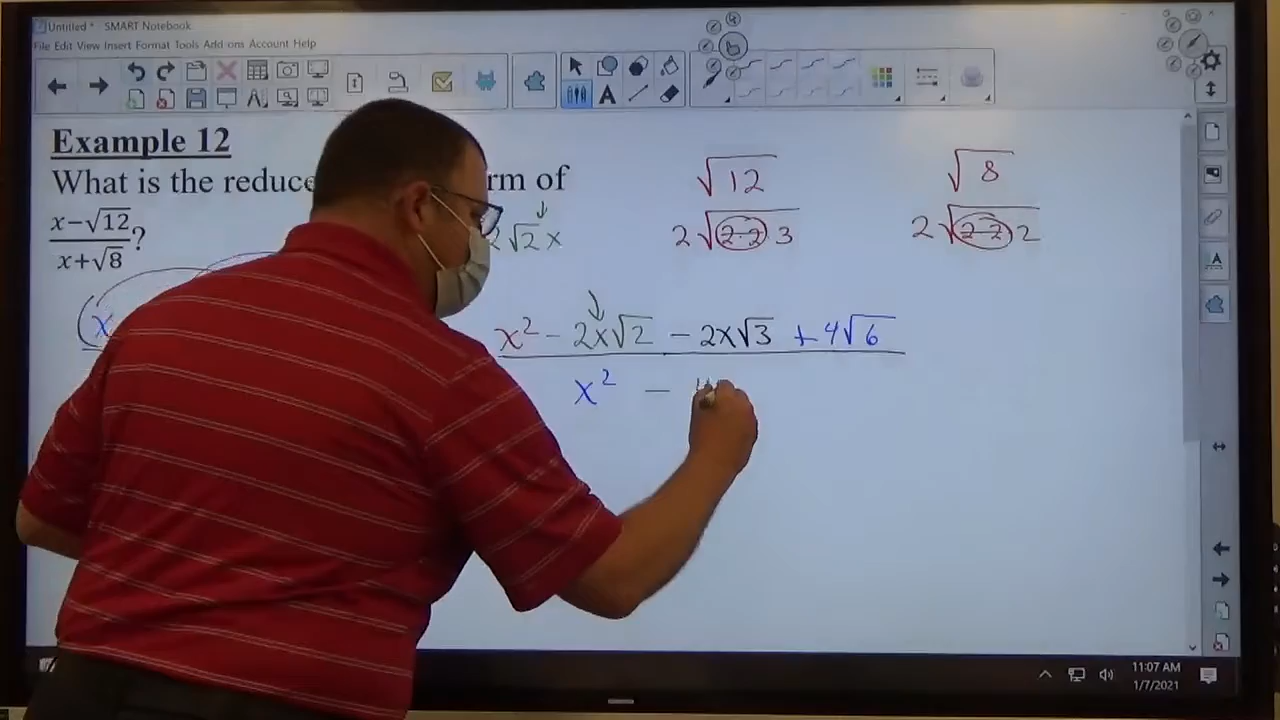 Untitled * SMART Notebook
File Edit View Insert Format Tools Add-ons Account Help
Example 12
What is the reduce rm of
x-√12
x+√8 ?
2√2 x
√12
2√2·2 3
√8
2√2·2 2
(x
x² - 2x√2 - 2x√3 + 4√6
x² -
11:07 AM
1/7/2021